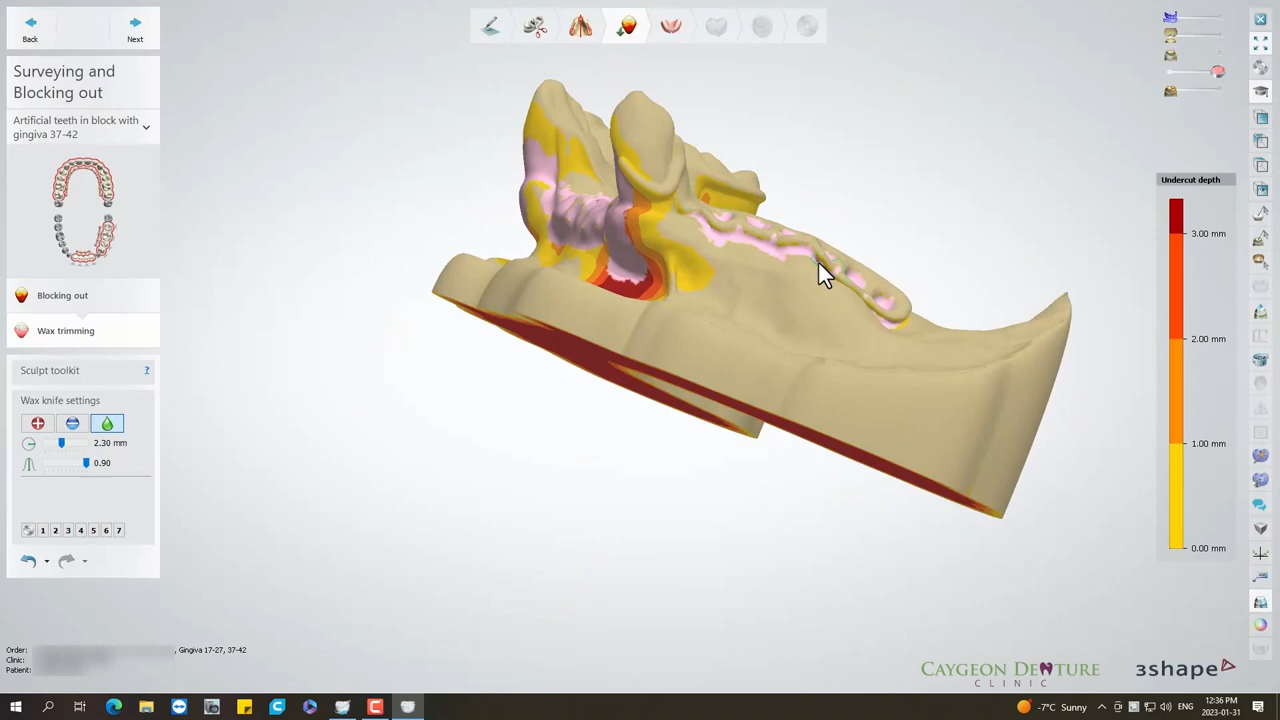 Back
Next
Surveying and
Blocking out
Artificial teeth in block with
gingiva 37-42
Blocking out
Wax trimming
Sculpt toolkit
?
Wax knife settings
2.30 mm
0.90
1 2 3 4 5 6 7
Order: , Gingiva 17-27, 37-42
Clinic:
Patient:
Undercut depth
3.00 mm
2.00 mm
1.00 mm
0.00 mm
CAYGEON DENTURE
CLINIC
3shape
-7°C Sunny
ENG
12:36 PM
2023-01-31